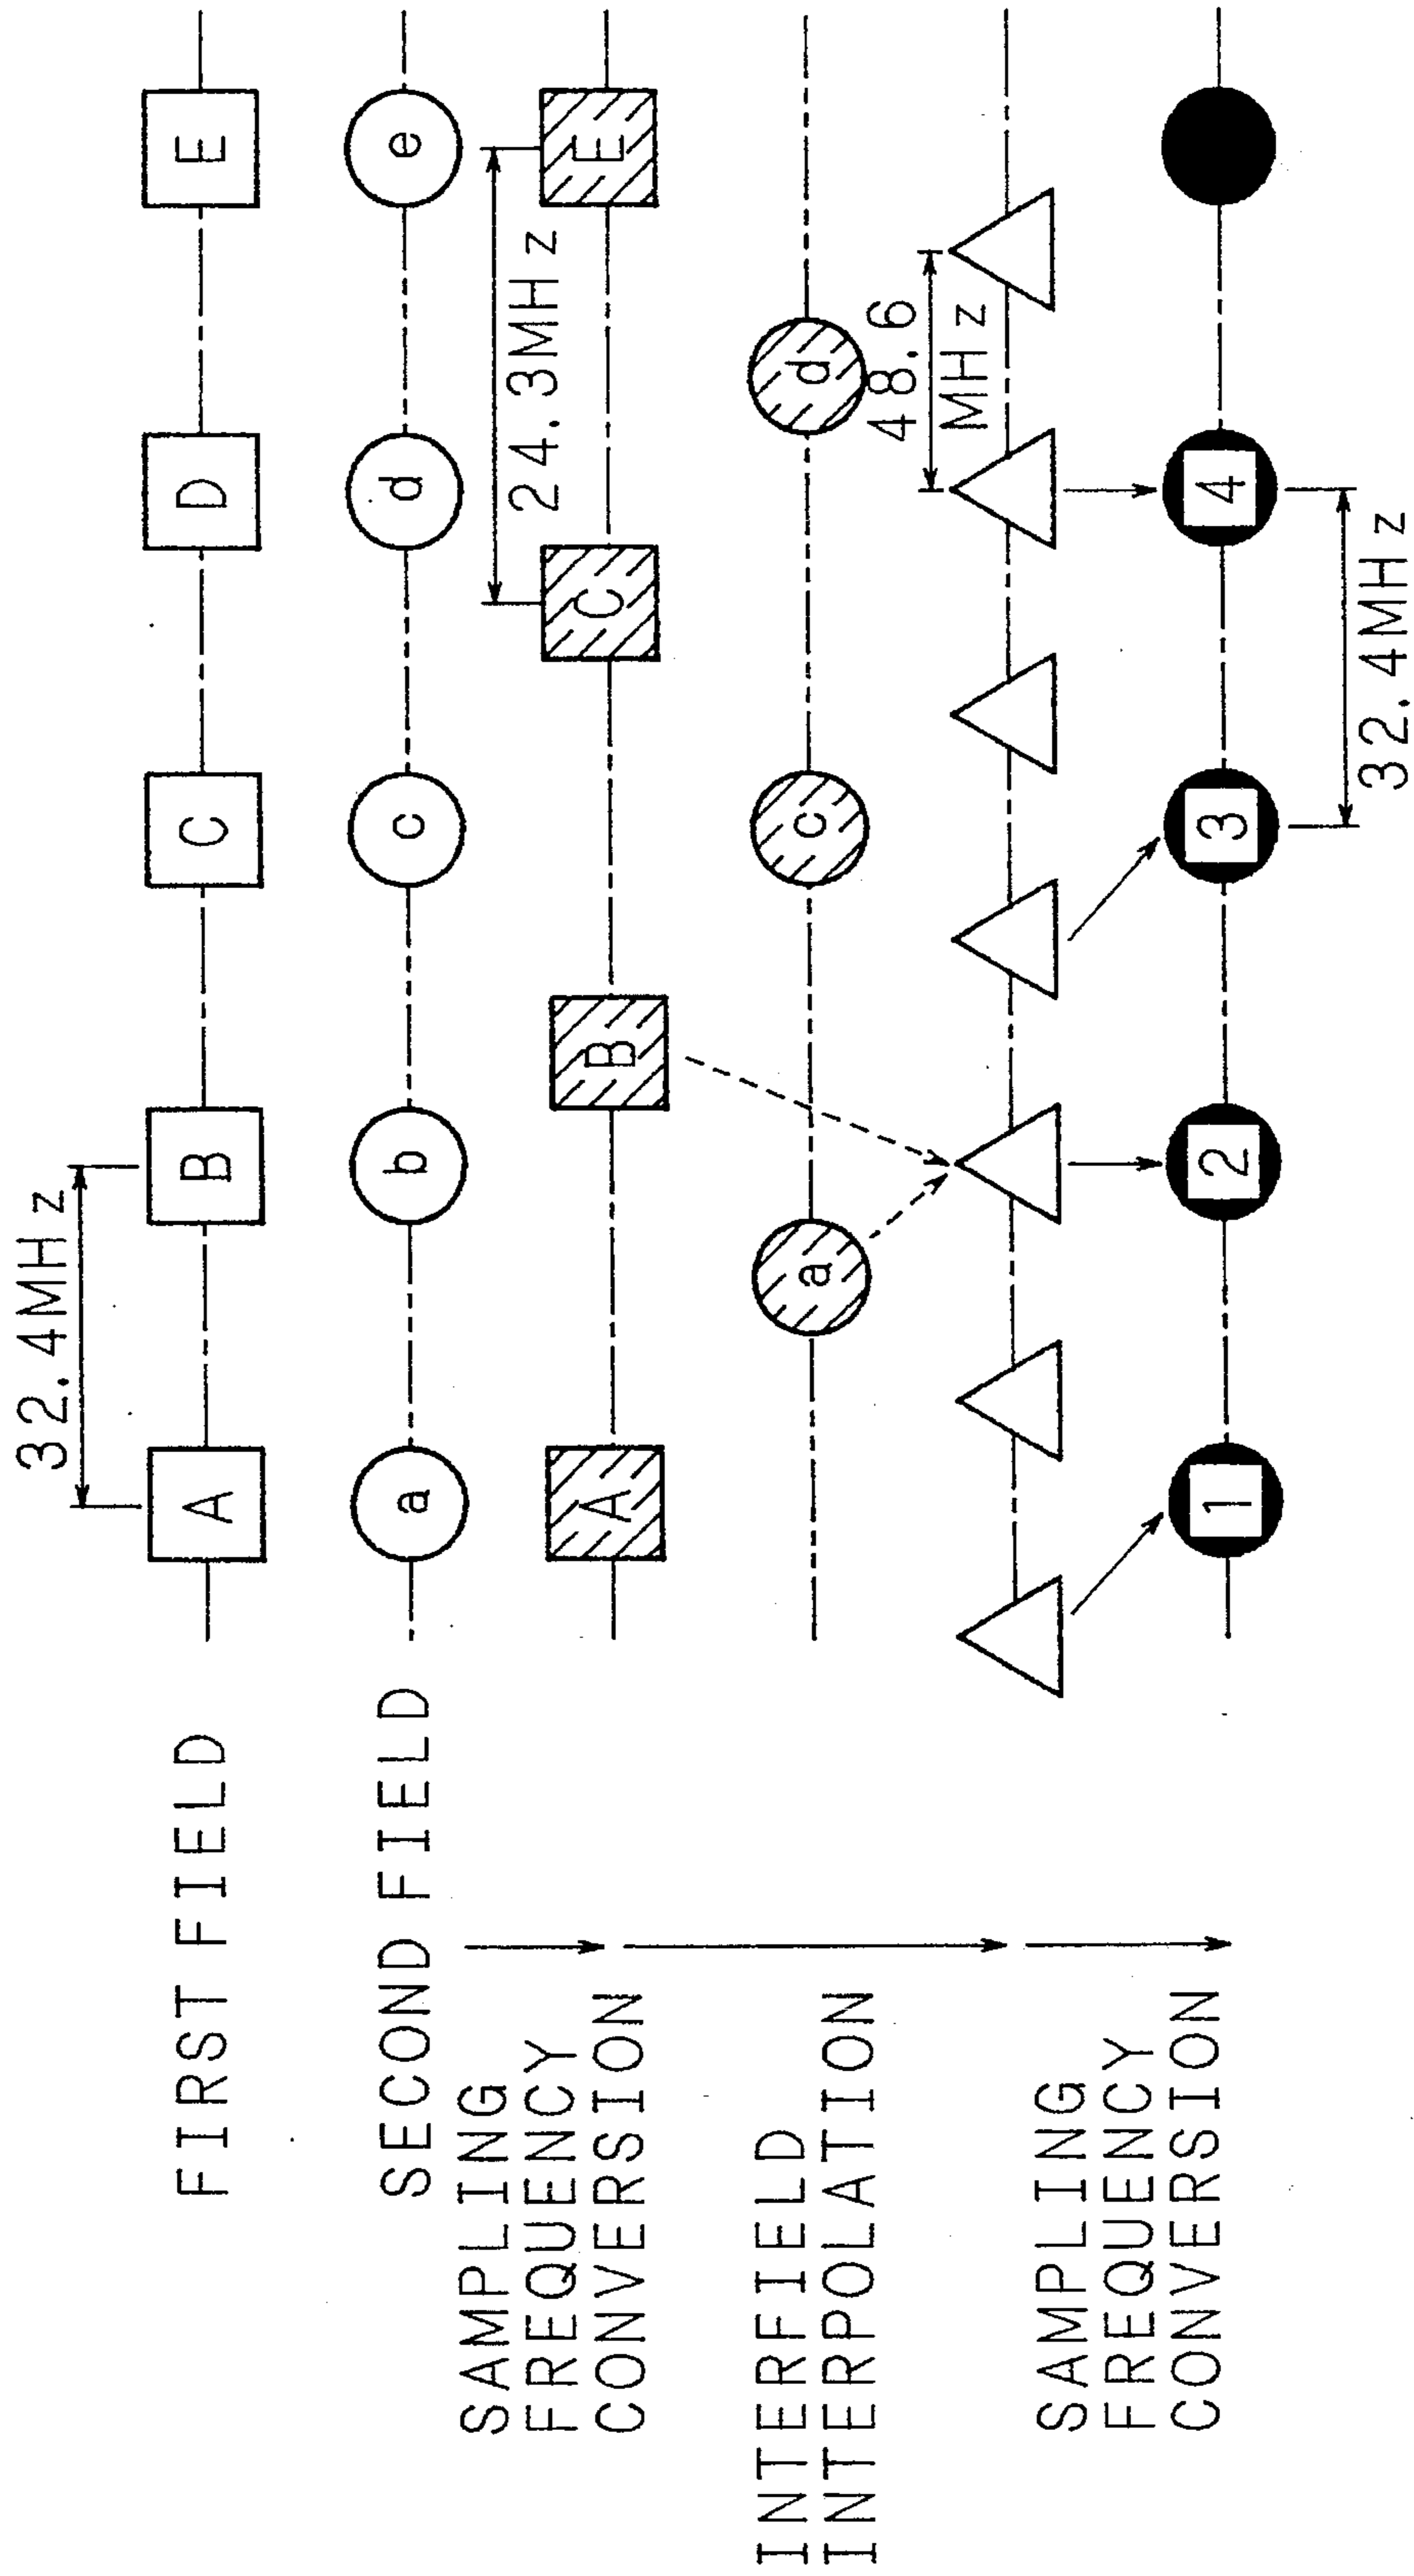 32.4MHz
FIRST FIELD
A B C D E
SECOND FIELD
a b c d e
24.3MHz
SAMPLING
FREQUENCY
CONVERSION
A B C E
INTERFIELD
INTERPOLATION
a c d
48.6
MHz
SAMPLING
FREQUENCY
CONVERSION
1 2 3 4
32.4MHz